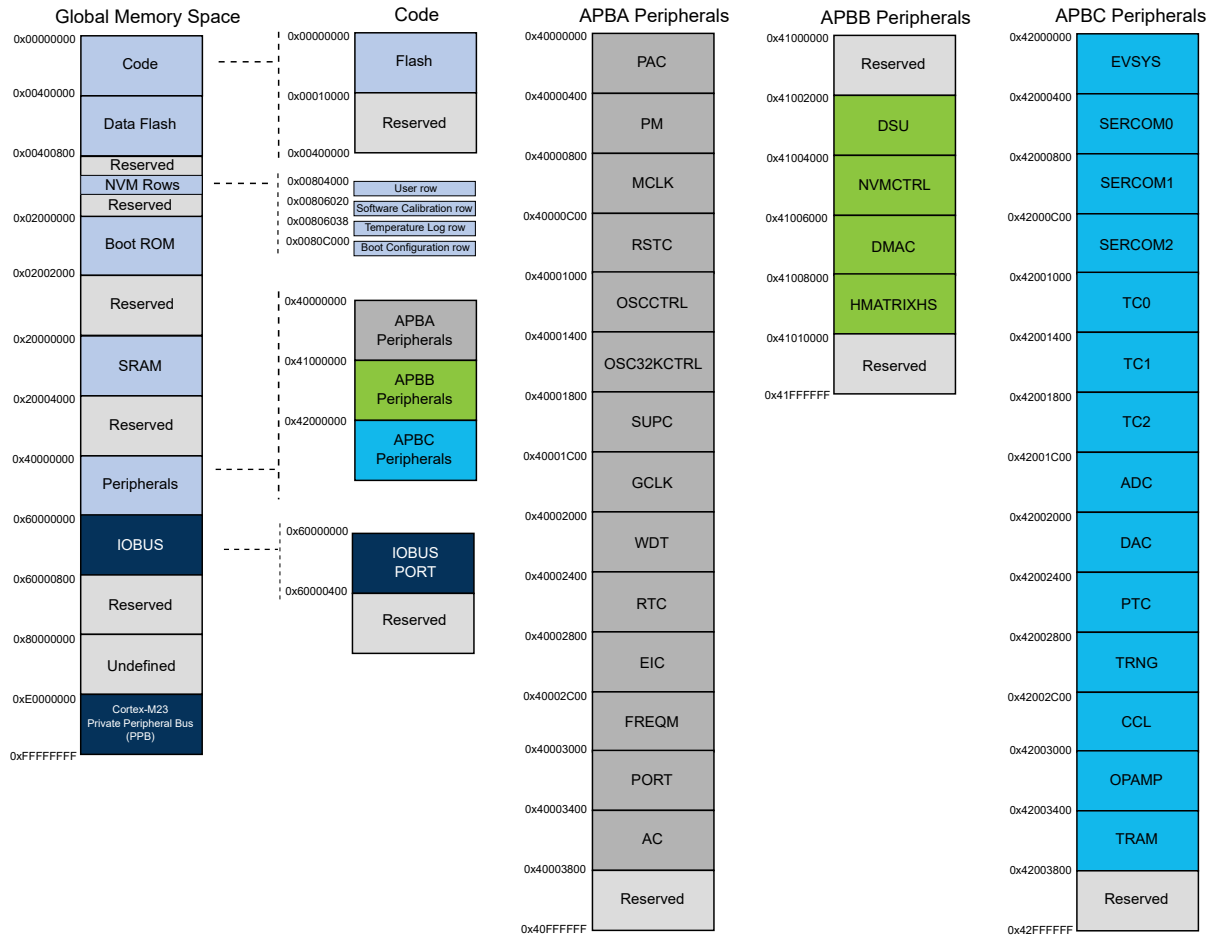 Global Memory Space
0x00000000
Code
0x00400000
Data Flash
0x00400800
Reserved
NVM Rows
Reserved
0x02000000
Boot ROM
0x02002000
Reserved
0x20000000
SRAM
0x20004000
Reserved
0x40000000
Peripherals
0x60000000
IOBUS
0x60000800
Reserved
0x80000000
Undefined
0xE0000000
Cortex-M23
Private Peripheral Bus
(PPB)
0xFFFFFFFF
Code
0x00000000
Flash
0x00010000
Reserved
0x00400000
0x00804000
User row
0x00806020
Software Calibration row
0x00806038
Temperature Log row
0x0080C000
Boot Configuration row
0x40000000
APBA
Peripherals
0x41000000
APBB
Peripherals
0x42000000
APBC
Peripherals
0x60000000
IOBUS
PORT
0x60000400
Reserved
APBA Peripherals
0x40000000
PAC
0x40000400
PM
0x40000800
MCLK
0x40000C00
RSTC
0x40001000
OSCCTRL
0x40001400
OSC32KCTRL
0x40001800
SUPC
0x40001C00
GCLK
0x40002000
WDT
0x40002400
RTC
0x40002800
EIC
0x40002C00
FREQM
0x40003000
PORT
0x40003400
AC
0x40003800
Reserved
0x40FFFFFF
APBB Peripherals
0x41000000
Reserved
0x41002000
DSU
0x41004000
NVMCTRL
0x41006000
DMAC
0x41008000
HMATRIXHS
0x41010000
Reserved
0x41FFFFFF
APBC Peripherals
0x42000000
EVSYS
0x42000400
SERCOM0
0x42000800
SERCOM1
0x42000C00
SERCOM2
0x42001000
TC0
0x42001400
TC1
0x42001800
TC2
0x42001C00
ADC
0x42002000
DAC
0x42002400
PTC
0x42002800
TRNG
0x42002C00
CCL
0x42003000
OPAMP
0x42003400
TRAM
0x42003800
Reserved
0x42FFFFFF